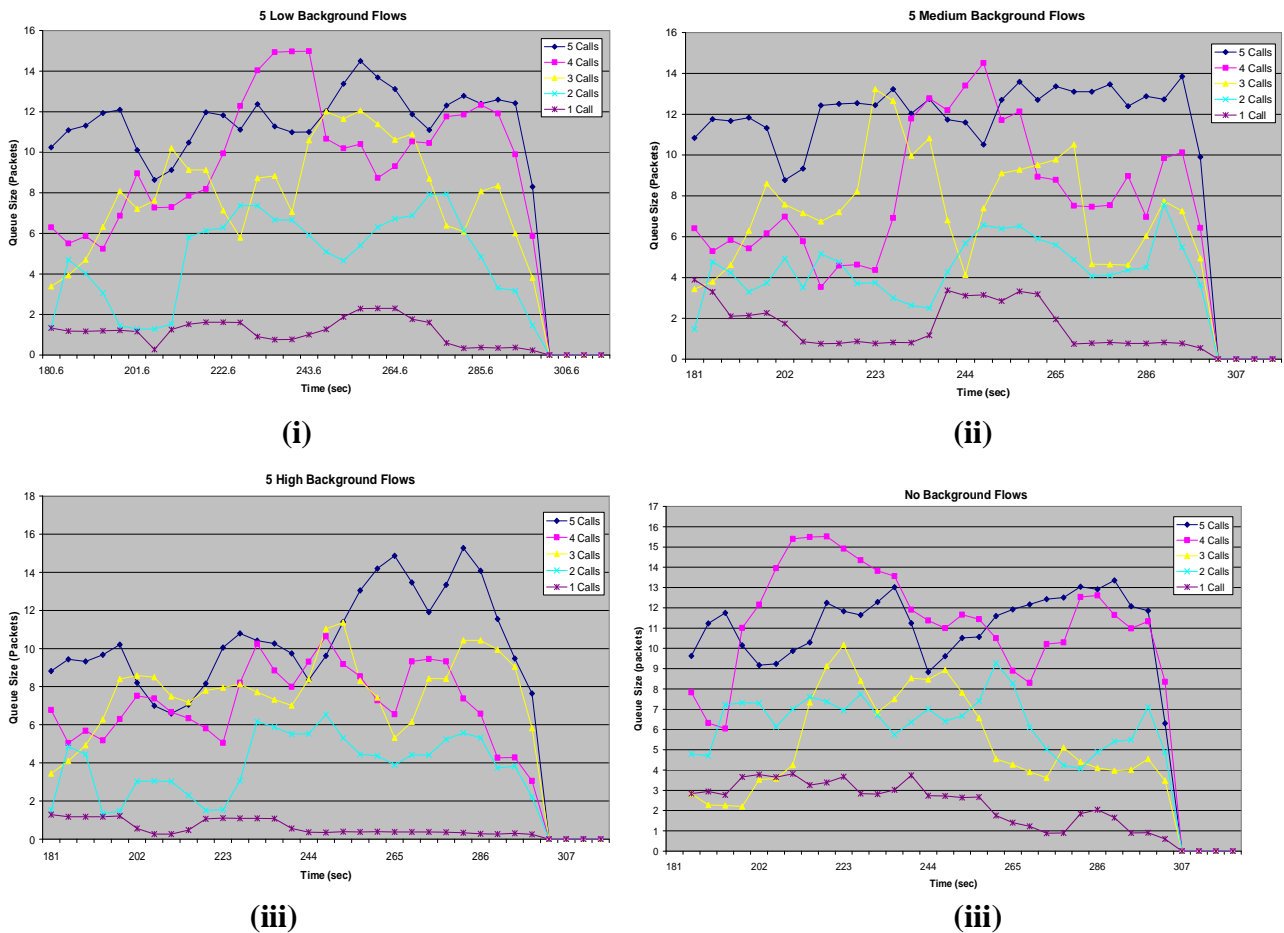 5 Low Background Flows
Queue Size (Packets)
16
14
12
10
8
6
4
2
0
5 Calls
4 Calls
3 Calls
2 Calls
1 Call
180.6 201.6 222.6 243.6 264.6 285.6 306.6
Time (sec)
(i)
5 Medium Background Flows
Queue Size (Packets)
16
14
12
10
8
6
4
2
0
5 Calls
4 Calls
3 Calls
2 Calls
1 Call
181 202 223 244 265 286 307
Time (sec)
(ii)
5 High Background Flows
Queue Size (Packets)
18
16
14
12
10
8
6
4
2
0
5 Calls
4 Calls
3 Calls
2 Calls
1 Calls
181 202 223 244 265 286 307
Time (sec)
(iii)
No Background Flows
Queue Size (packets)
17
16
15
14
13
12
11
10
9
8
7
6
5
4
3
2
1
0
5 Calls
4 Calls
3 Calls
2 Calls
1 Call
181 202 223 244 265 286 307
Time (sec)
(iii)